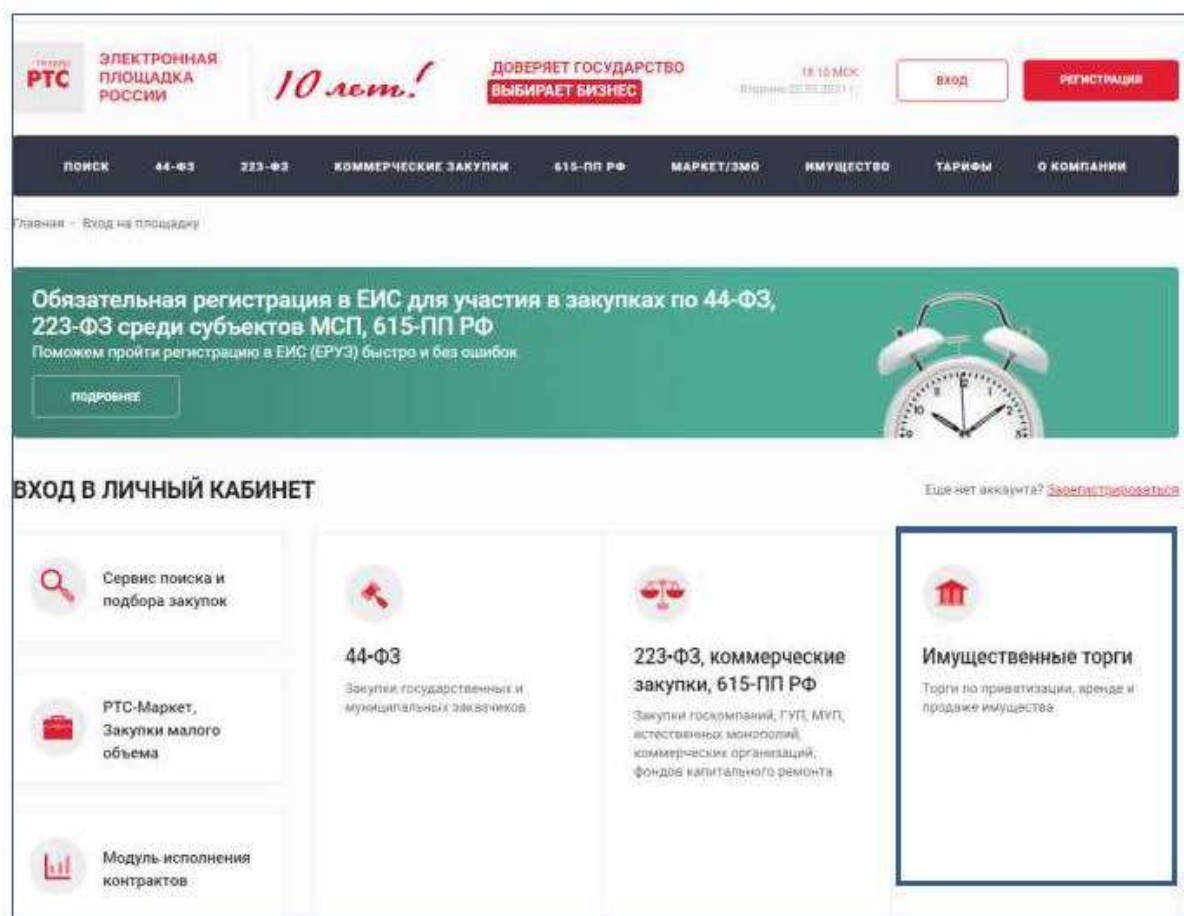 РТС
ЭЛЕКТРОННАЯ
ПЛОЩАДКА
РОССИИ
10 лет!
ДОВЕРЯЕТ ГОСУДАРСТВО
ВЫБИРАЕТ БИЗНЕС
ВХОД
РЕГИСТРАЦИЯ
ПОИСК 44-ФЗ 223-ФЗ КОММЕРЧЕСКИЕ ЗАКУПКИ 615-ПП РФ МАРКЕТ/ЗМО ИМУЩЕСТВО ТАРИФЫ О КОМПАНИИ
Главная - Вход на площадку
Обязательная регистрация в ЕИС для участия в закупках по 44-ФЗ,
223-ФЗ среди субъектов МСП, 615-ПП РФ
Поможем пройти регистрацию в ЕИС (ЕРУЗ) быстро и без ошибок
ПОДРОБНЕЕ
ВХОД В ЛИЧНЫЙ КАБИНЕТ
Еще нет аккаунта? Зарегистрироваться
Сервис поиска и
подбора закупок
РТС-Маркет,
Закупки малого
объема
Модуль исполнения
контрактов
44-ФЗ
Закупки государственных и
муниципальных заказчиков
223-ФЗ, коммерческие
закупки, 615-ПП РФ
Закупки госкомпаний, ГУП, МУП,
естественных монополий,
коммерческих организаций,
фондов капитального ремонта
Имущественные торги
Торги по приватизации, аренде и
продаже имущества